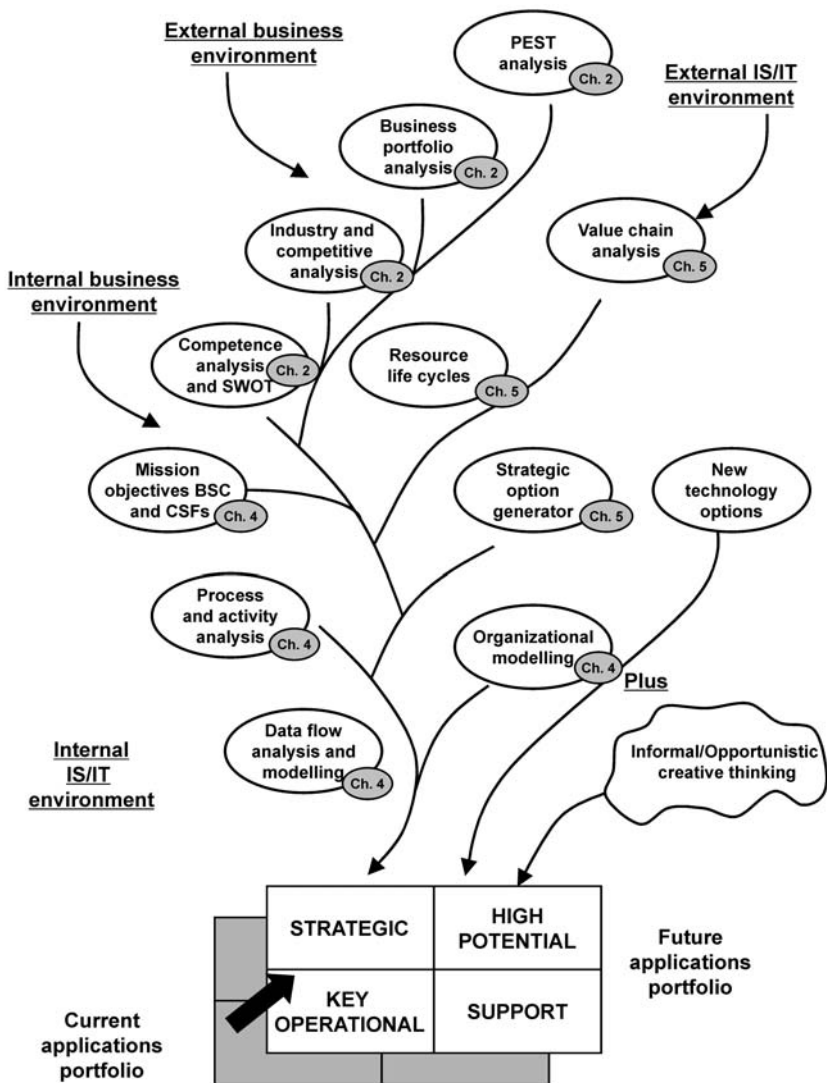 External business
environment
PEST
analysis
Ch. 2
External IS/IT
environment
Business
portfolio
analysis
Ch. 2
Industry and
competitive
analysis
Ch. 2
Value chain
analysis
Ch. 5
Internal business
environment
Competence
analysis
and SWOT
Ch. 2
Resource
life cycles
Ch. 5
Mission
objectives BSC
and CSFs
Ch. 4
Strategic
option
generator
Ch. 5
New
technology
options
Process
and activity
analysis
Ch. 4
Organizational
modelling
Ch. 4
Plus
Internal
IS/IT
environment
Data flow
analysis and
modelling
Ch. 4
Informal/Opportunistic
creative thinking
STRATEGIC
HIGH
POTENTIAL
KEY
OPERATIONAL
SUPPORT
Future
applications
portfolio
Current
applications
portfolio